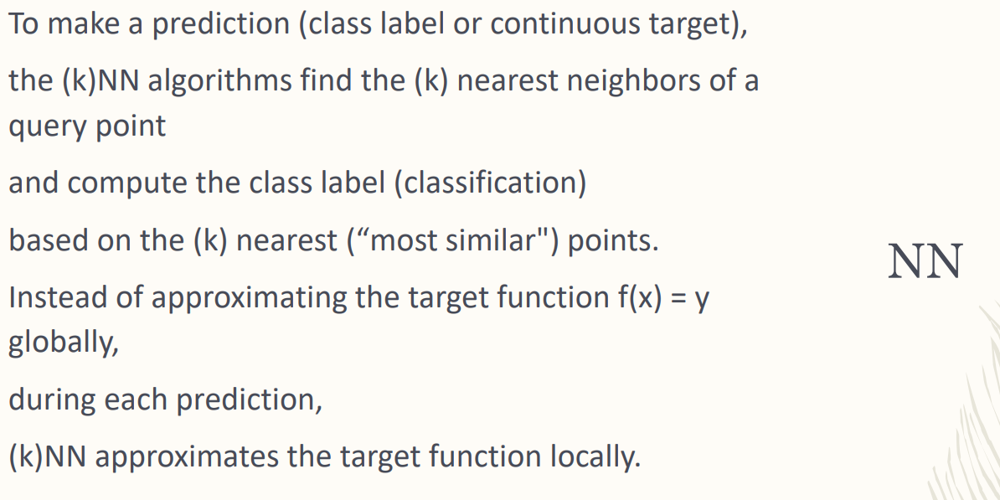 To make a prediction (class label or continuous target),
the (k)NN algorithms find the (k) nearest neighbors of a
query point
and compute the class label (classification)
based on the (k) nearest (“most similar") points.
Instead of approximating the target function f(x) = y
globally,
during each prediction,
(k)NN approximates the target function locally.
NN